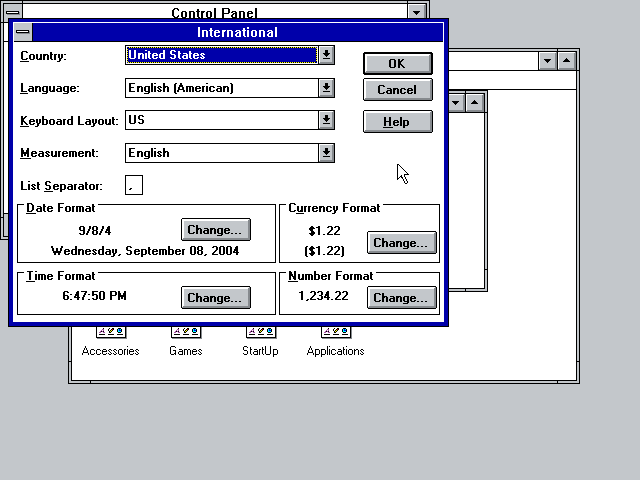 Control Panel
International
Country: United States
OK
Language: English (American)
Cancel
Keyboard Layout: US
Help
Measurement: English
List Separator: ,
Date Format
9/8/4
Change...
Wednesday, September 08, 2004
Currency Format
$1.22
($1.22)
Change...
Time Format
6:47:50 PM
Change...
Number Format
1,234.22
Change...
Accessories Games StartUp Applications